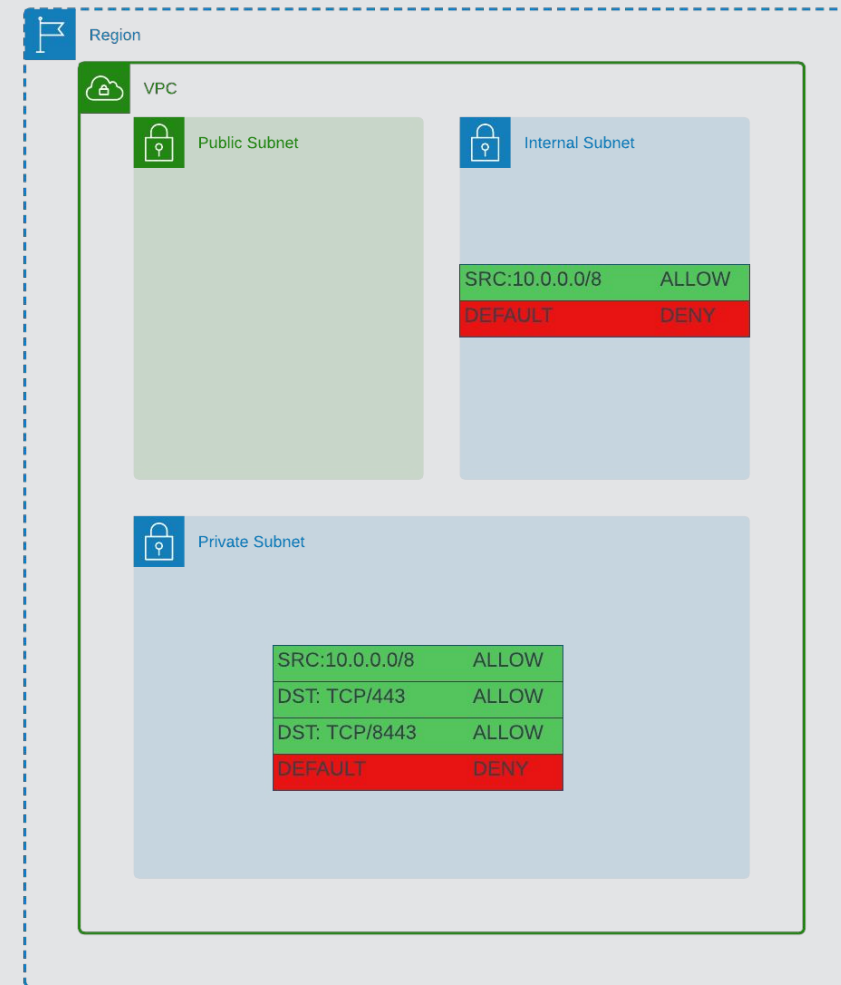 Region
VPC
Public Subnet
Internal Subnet
SRC:10.0.0.0/8 ALLOW
DEFAULT DENY
Private Subnet
SRC:10.0.0.0/8 ALLOW
DST: TCP/443 ALLOW
DST: TCP/8443 ALLOW
DEFAULT DENY